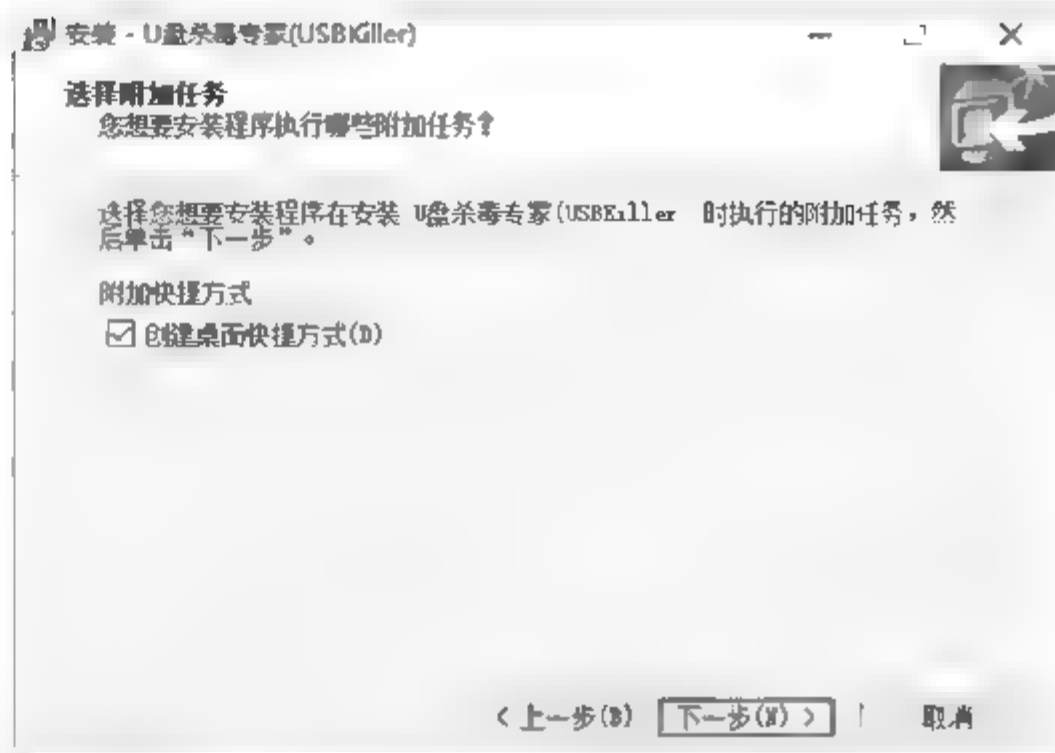 安装 - U盘杀毒专家(USBKiller)
选择附加任务
您想要安装程序执行哪些附加任务？
选择您想要安装程序在安装 U盘杀毒专家(USBKiller 时执行的附加任务，然
后单击“下一步”。
附加快捷方式
创建桌面快捷方式(D)
< 上一步(B) 下一步(N) > 取消